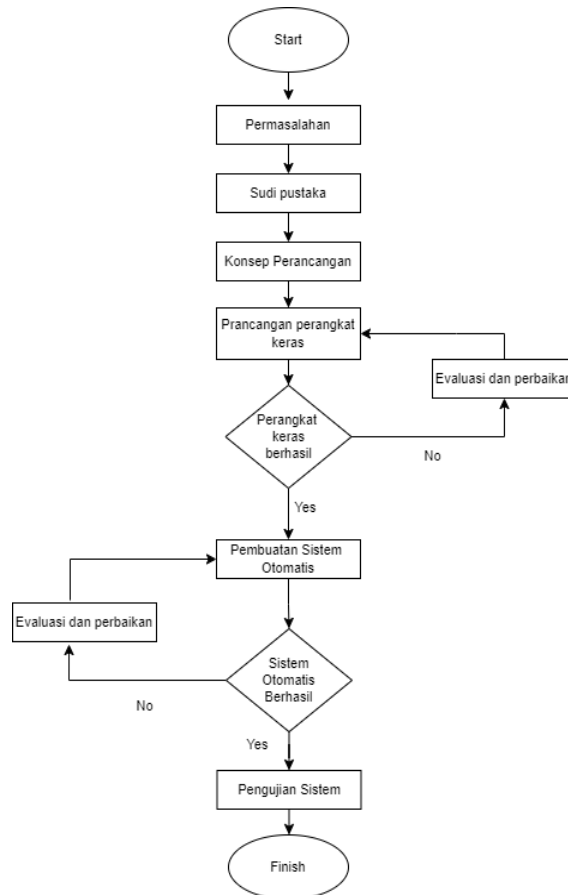 Start
Permasalahan
Sudi pustaka
Konsep Perancangan
Prancangan perangkat
keras
Evaluasi dan perbaikan
Perangkat
keras
berhasil
No
Yes
Pembuatan Sistem
Otomatis
Evaluasi dan perbaikan
Sistem
Otomatis
Berhasil
No
Yes
Pengujian Sistem
Finish